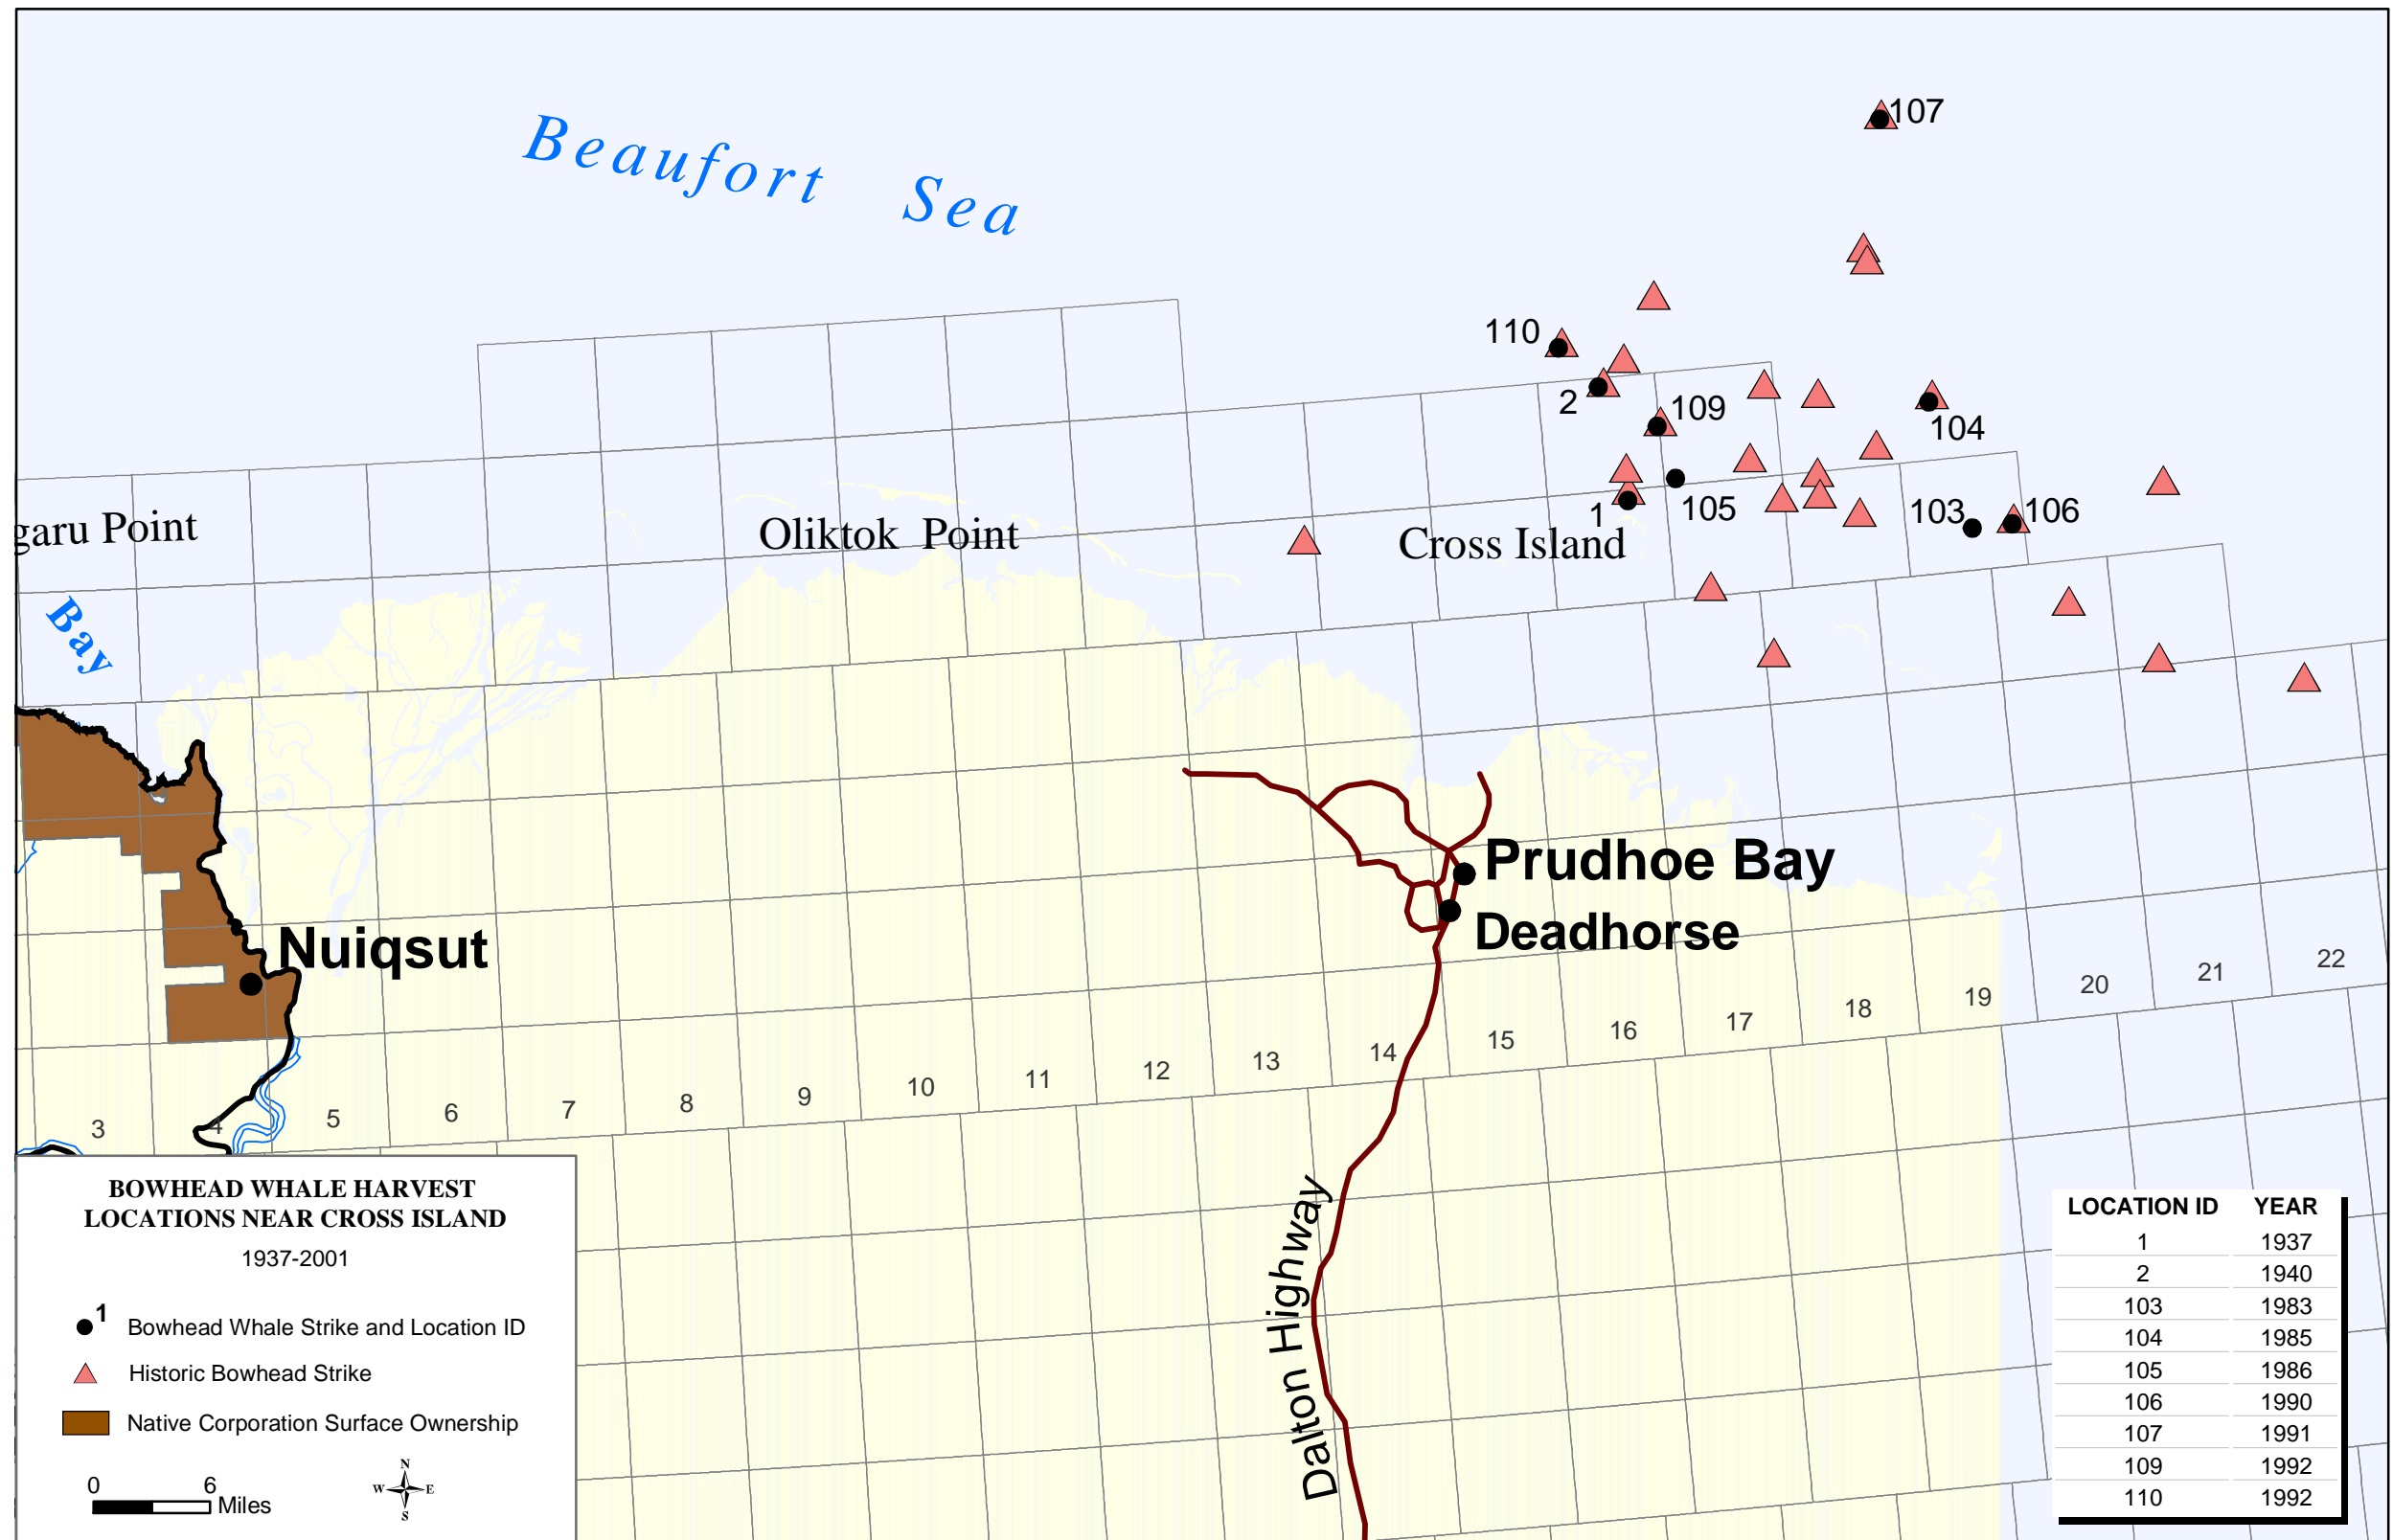 107
Beaufort Sea
110
2
109
104
garu Point
Oliktok Point
Cross Island
1
105
103
106
Bay
Prudhoe Bay
Deadhorse
Nuiqsut
3
4
5
6
7
8
9
10
11
12
13
14
15
16
17
18
19
20
21
22
Dalton Highway
BOWHEAD WHALE HARVEST
LOCATIONS NEAR CROSS ISLAND
1937-2001
1
Bowhead Whale Strike and Location ID
Historic Bowhead Strike
Native Corporation Surface Ownership
0 6
Miles
N
W E
S
LOCATION ID YEAR
1 1937
2 1940
103 1983
104 1985
105 1986
106 1990
107 1991
109 1992
110 1992